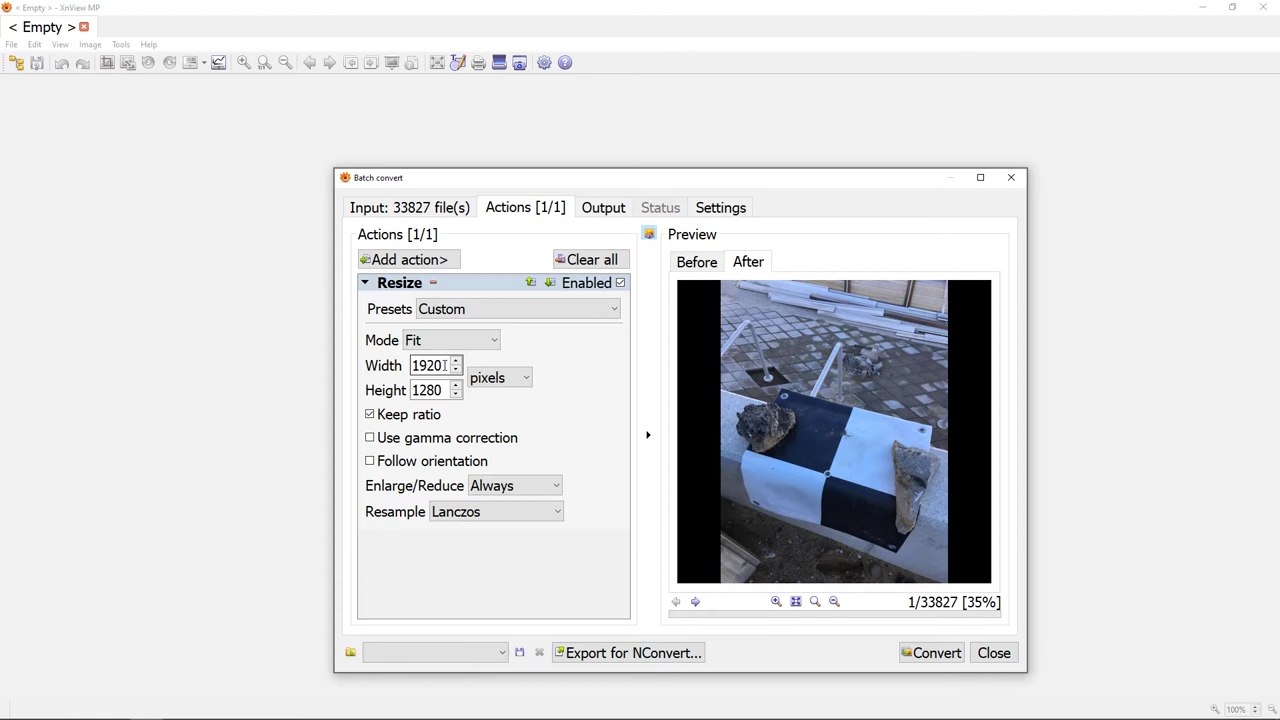 < Empty > - XnView MP
< Empty >
File Edit View Image Tools Help
Batch convert
Input: 33827 file(s) Actions [1/1] Output Status Settings
Actions [1/1] Preview
Add action> Clear all Before After
Resize Enabled
Presets Custom
Mode Fit
Width 1920
pixels
Height 1280
Keep ratio
Use gamma correction
Follow orientation
Enlarge/Reduce Always
Resample Lanczos
1/33827 [35%]
Export for NConvert... Convert Close
100%